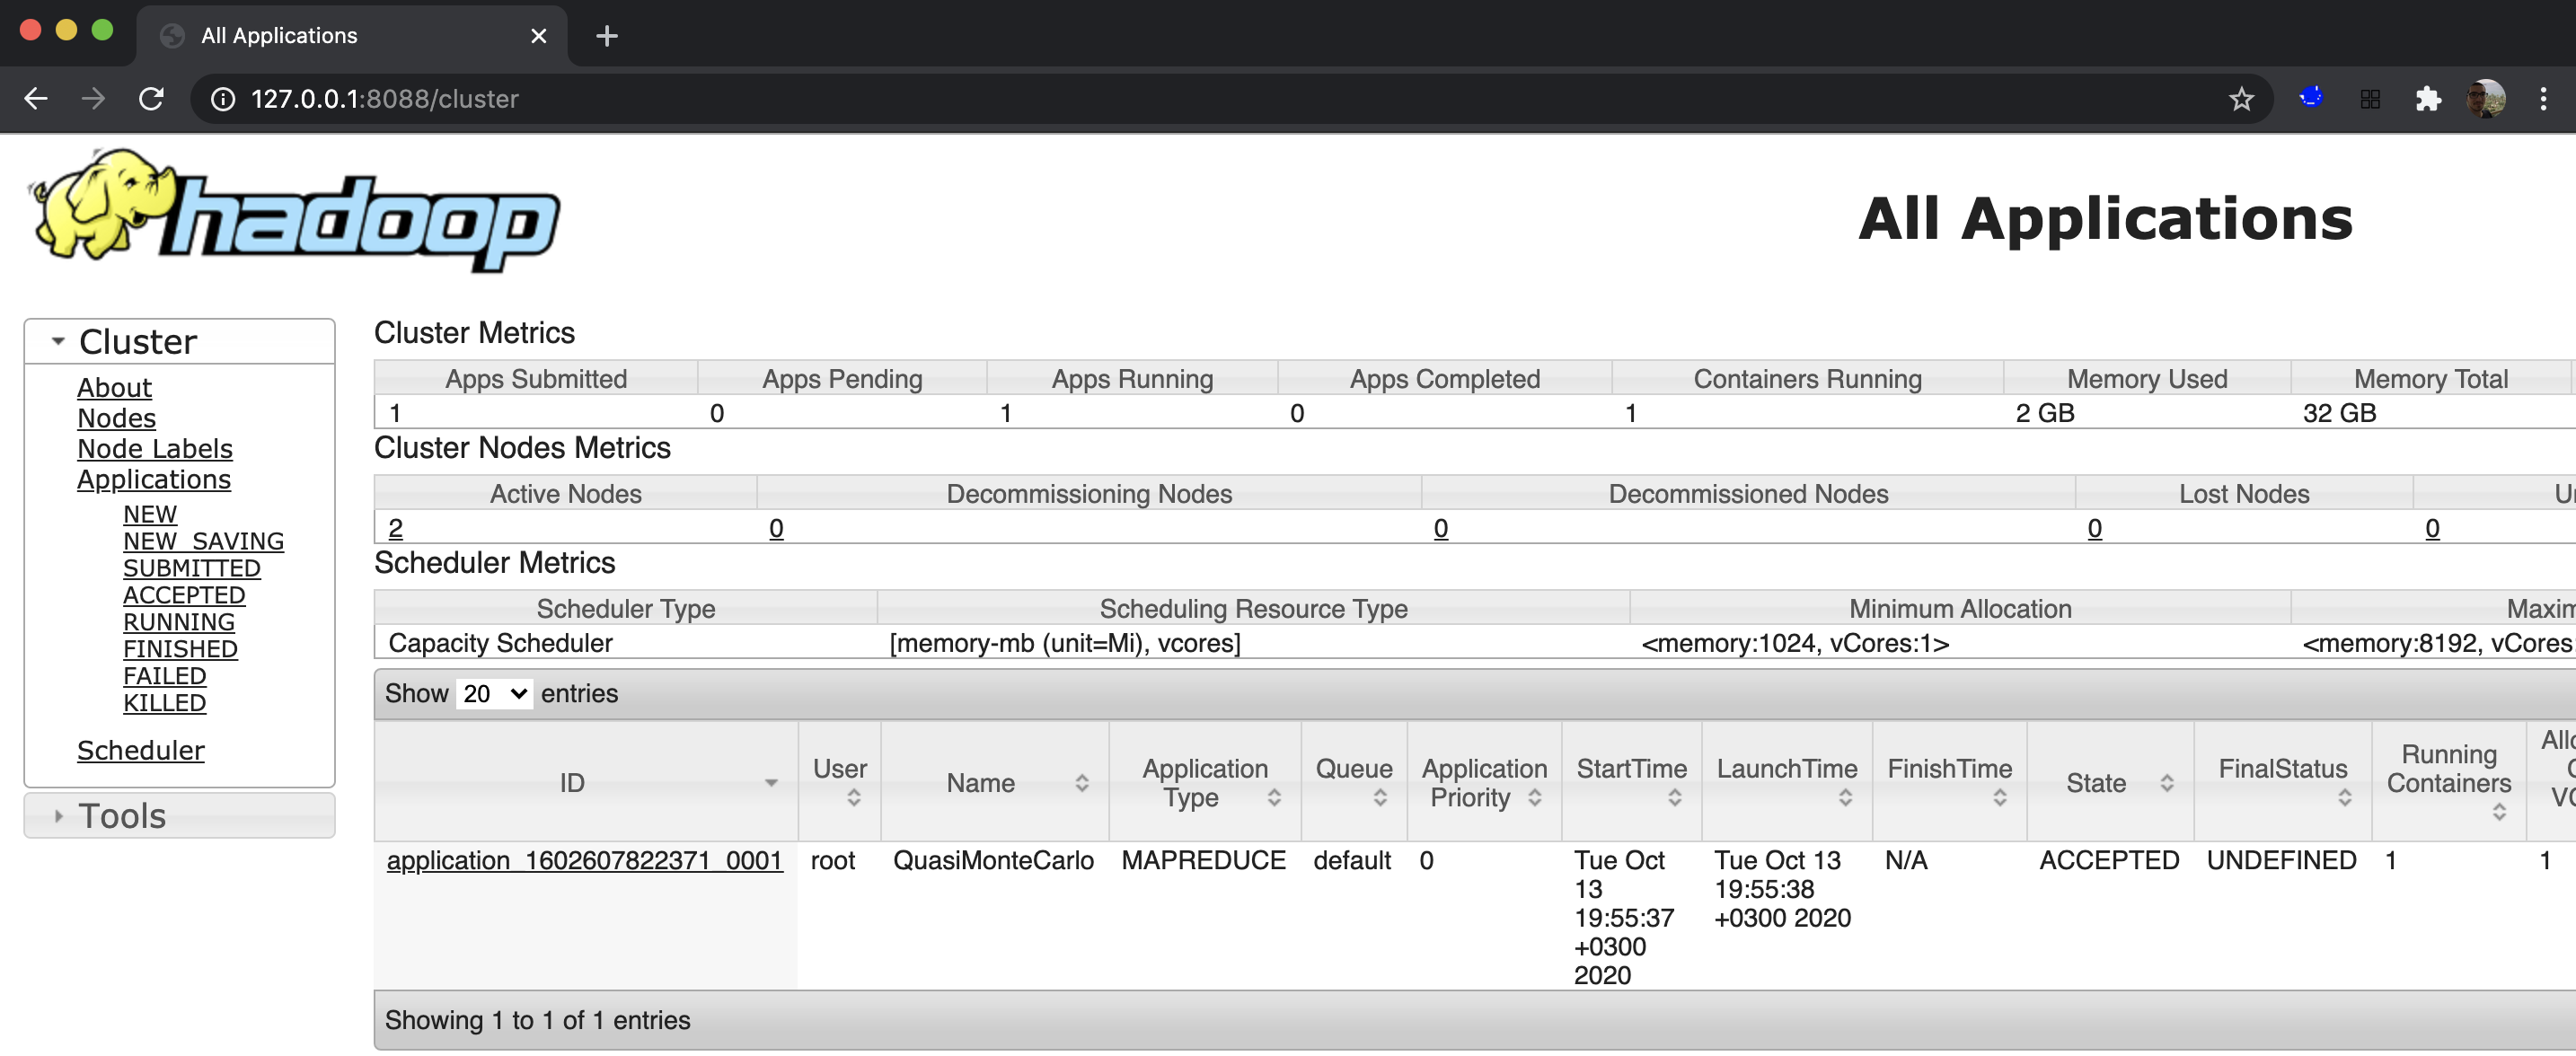 All Applications
127.0.0.1:8088/cluster
hadoop
All Applications
Cluster
About
Nodes
Node Labels
Applications
NEW
NEW_SAVING
SUBMITTED
ACCEPTED
RUNNING
FINISHED
FAILED
KILLED
Scheduler
Tools
Cluster Metrics
Apps Submitted Apps Pending Apps Running Apps Completed Containers Running Memory Used Memory Total
1 0 1 0 1 2 GB 32 GB
Cluster Nodes Metrics
Active Nodes Decommissioning Nodes Decommissioned Nodes Lost Nodes
2 0 0 0 0
Scheduler Metrics
Scheduler Type Scheduling Resource Type Minimum Allocation
Capacity Scheduler [memory-mb (unit=Mi), vcores] <memory:1024, vCores:1> <memory:8192, vCores:
Show 20 entries
ID User Name Application Type Queue Application Priority StartTime LaunchTime FinishTime State FinalStatus Running Containers
application_1602607822371_0001 root QuasiMonteCarlo MAPREDUCE default 0 Tue Oct 13 19:55:37 +0300 2020 Tue Oct 13 19:55:38 +0300 2020 N/A ACCEPTED UNDEFINED 1 1
Showing 1 to 1 of 1 entries